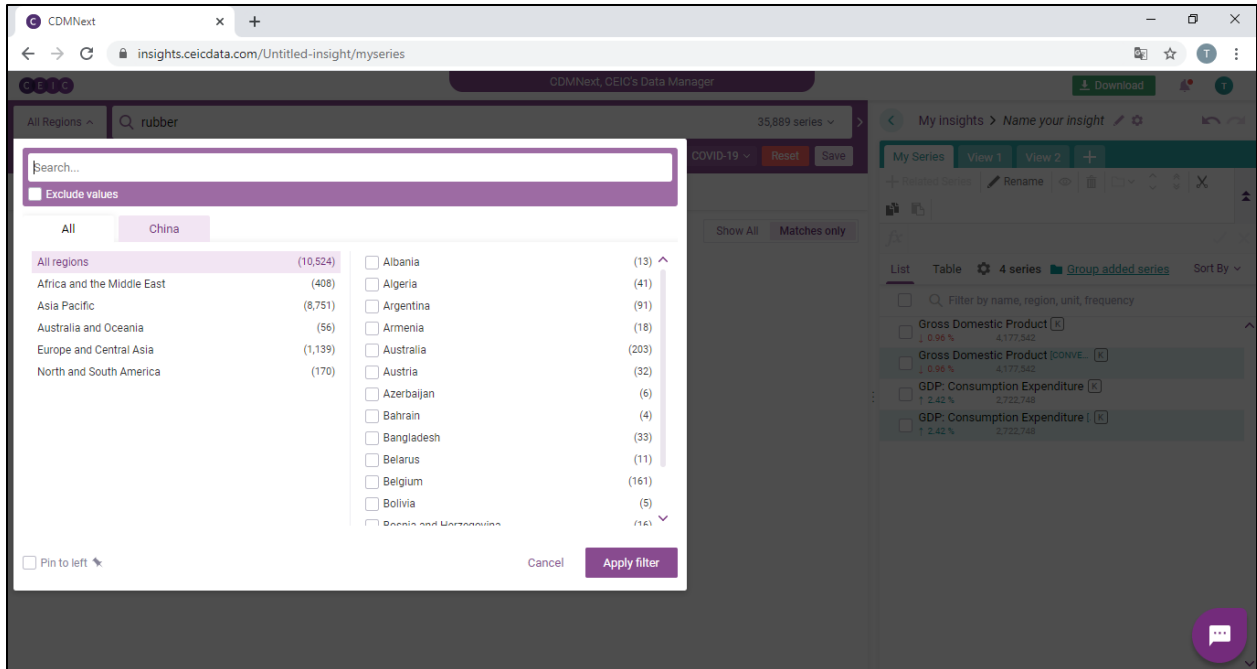 CDMNext
insights.ceicdata.com/Untitled-insight/myseries
T
CEIC
CDMNext, CEIC's Data Manager
Download
T
All Regions
rubber
35,889 series
My insights > Name your insight
COVID-19
Reset
Save
My Series
View 1
View 2
Search...
Exclude values
Rename
All
China
Show All
Matches only
fx
All regions (10,524)
Africa and the Middle East (408)
Asia Pacific (8,751)
Australia and Oceania (56)
Europe and Central Asia (1,139)
North and South America (170)
Albania (13)
Algeria (41)
Argentina (91)
Armenia (18)
Australia (203)
Austria (32)
Azerbaijan (6)
Bahrain (4)
Bangladesh (33)
Belarus (11)
Belgium (161)
Bolivia (5)
Bosnia and Herzegovina (16)
List
Table
4 series
Group added series
Sort By
Filter by name, region, unit, frequency
Gross Domestic Product K
↓ 0.96 % 4,177,542
Gross Domestic Product [CONVE... K
↓ 0.96 % 4,177,542
GDP: Consumption Expenditure K
↑ 2.42 % 2,722,748
GDP: Consumption Expenditure [ K
↑ 2.42 % 2,722,748
Pin to left
Cancel
Apply filter